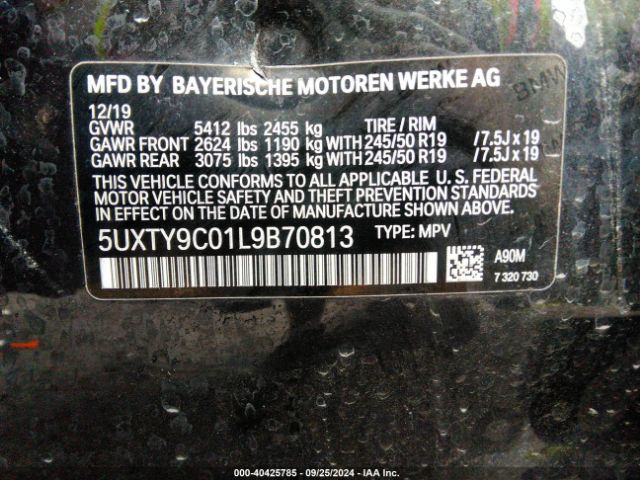 MFD BY BAYERISCHE MOTOREN WERKE AG
12/19
GVWR 5412 lbs 2455 kg TIRE / RIM
GAWR FRONT 2624 lbs 1190 kg WITH 245/50 R19 / 7.5J x 19
GAWR REAR 3075 lbs 1395 kg WITH 245/50 R19 / 7.5J x 19
THIS VEHICLE CONFORMS TO ALL APPLICABLE U. S. FEDERAL
MOTOR VEHICLE SAFETY AND THEFT PREVENTION STANDARDS
IN EFFECT ON THE DATE OF MANUFACTURE SHOWN ABOVE.
5UXTY9C01L9B70813 TYPE: MPV
A90M
7 320 730
BMW
000-40425785 - 09/25/2024 - IAA Inc.